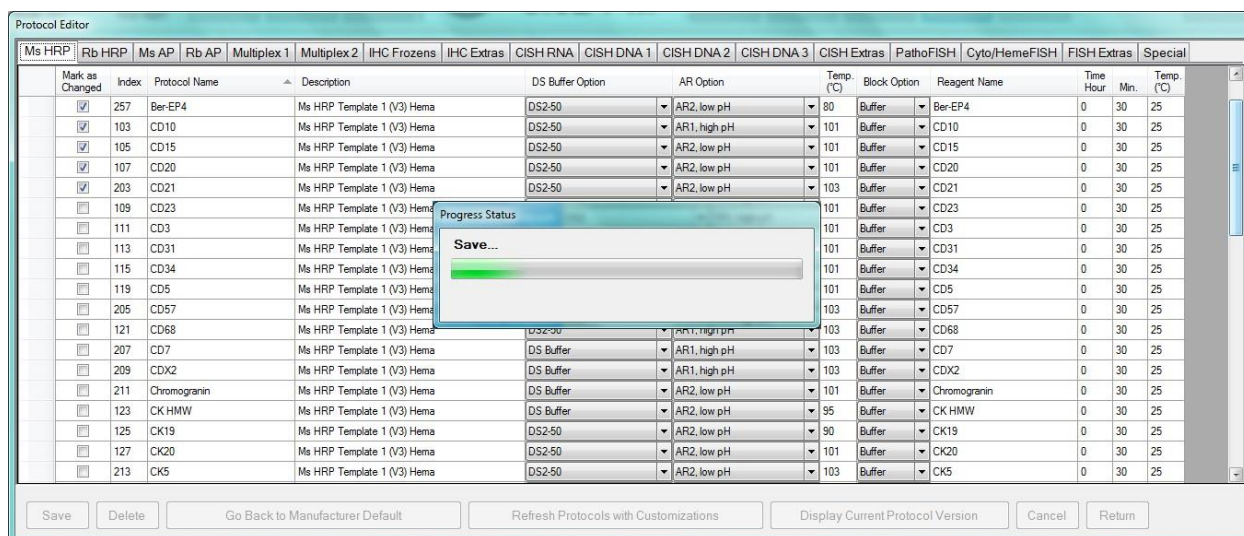 Protocol Editor
Ms HRP Rb HRP Ms AP Rb AP Multiplex 1 Multiplex 2 IHC Frozens IHC Extras CISH RNA CISH DNA 1 CISH DNA 2 CISH DNA 3 CISH Extras PathoFISH Cyto/HemeFISH FISH Extras Special
Mark as Changed Index Protocol Name Description DS Buffer Option AR Option Temp. (°C) Block Option Reagent Name Time Hour Min. Temp. (°C)
257 Ber-EP4 Ms HRP Template 1 (V3) Hema DS2-50 AR2, low pH 80 Buffer Ber-EP4 0 30 25
103 CD10 Ms HRP Template 1 (V3) Hema DS2-50 AR1, high pH 101 Buffer CD10 0 30 25
105 CD15 Ms HRP Template 1 (V3) Hema DS2-50 AR2, low pH 101 Buffer CD15 0 30 25
107 CD20 Ms HRP Template 1 (V3) Hema DS2-50 AR2, low pH 101 Buffer CD20 0 30 25
203 CD21 Ms HRP Template 1 (V3) Hema DS2-50 AR2, low pH 103 Buffer CD21 0 30 25
109 CD23 Ms HRP Template 1 (V3) Hema 101 Buffer CD23 0 30 25
111 CD3 Ms HRP Template 1 (V3) Hema 101 Buffer CD3 0 30 25
113 CD31 Ms HRP Template 1 (V3) Hema 101 Buffer CD31 0 30 25
115 CD34 Ms HRP Template 1 (V3) Hema 101 Buffer CD34 0 30 25
119 CD5 Ms HRP Template 1 (V3) Hema 101 Buffer CD5 0 30 25
205 CD57 Ms HRP Template 1 (V3) Hema 103 Buffer CD57 0 30 25
121 CD68 Ms HRP Template 1 (V3) Hema DS2-50 AR1, high pH 103 Buffer CD68 0 30 25
207 CD7 Ms HRP Template 1 (V3) Hema DS Buffer AR1, high pH 103 Buffer CD7 0 30 25
209 CDX2 Ms HRP Template 1 (V3) Hema DS Buffer AR1, high pH 103 Buffer CDX2 0 30 25
211 Chromogranin Ms HRP Template 1 (V3) Hema DS Buffer AR2, low pH 101 Buffer Chromogranin 0 30 25
123 CK HMW Ms HRP Template 1 (V3) Hema DS Buffer AR2, low pH 95 Buffer CK HMW 0 30 25
125 CK19 Ms HRP Template 1 (V3) Hema DS2-50 AR2, low pH 90 Buffer CK19 0 30 25
127 CK20 Ms HRP Template 1 (V3) Hema DS2-50 AR2, low pH 101 Buffer CK20 0 30 25
213 CK5 Ms HRP Template 1 (V3) Hema DS2-50 AR2, low pH 103 Buffer CK5 0 30 25
Progress Status
Save...
Save Delete Go Back to Manufacturer Default Refresh Protocols with Customizations Display Current Protocol Version Cancel Return